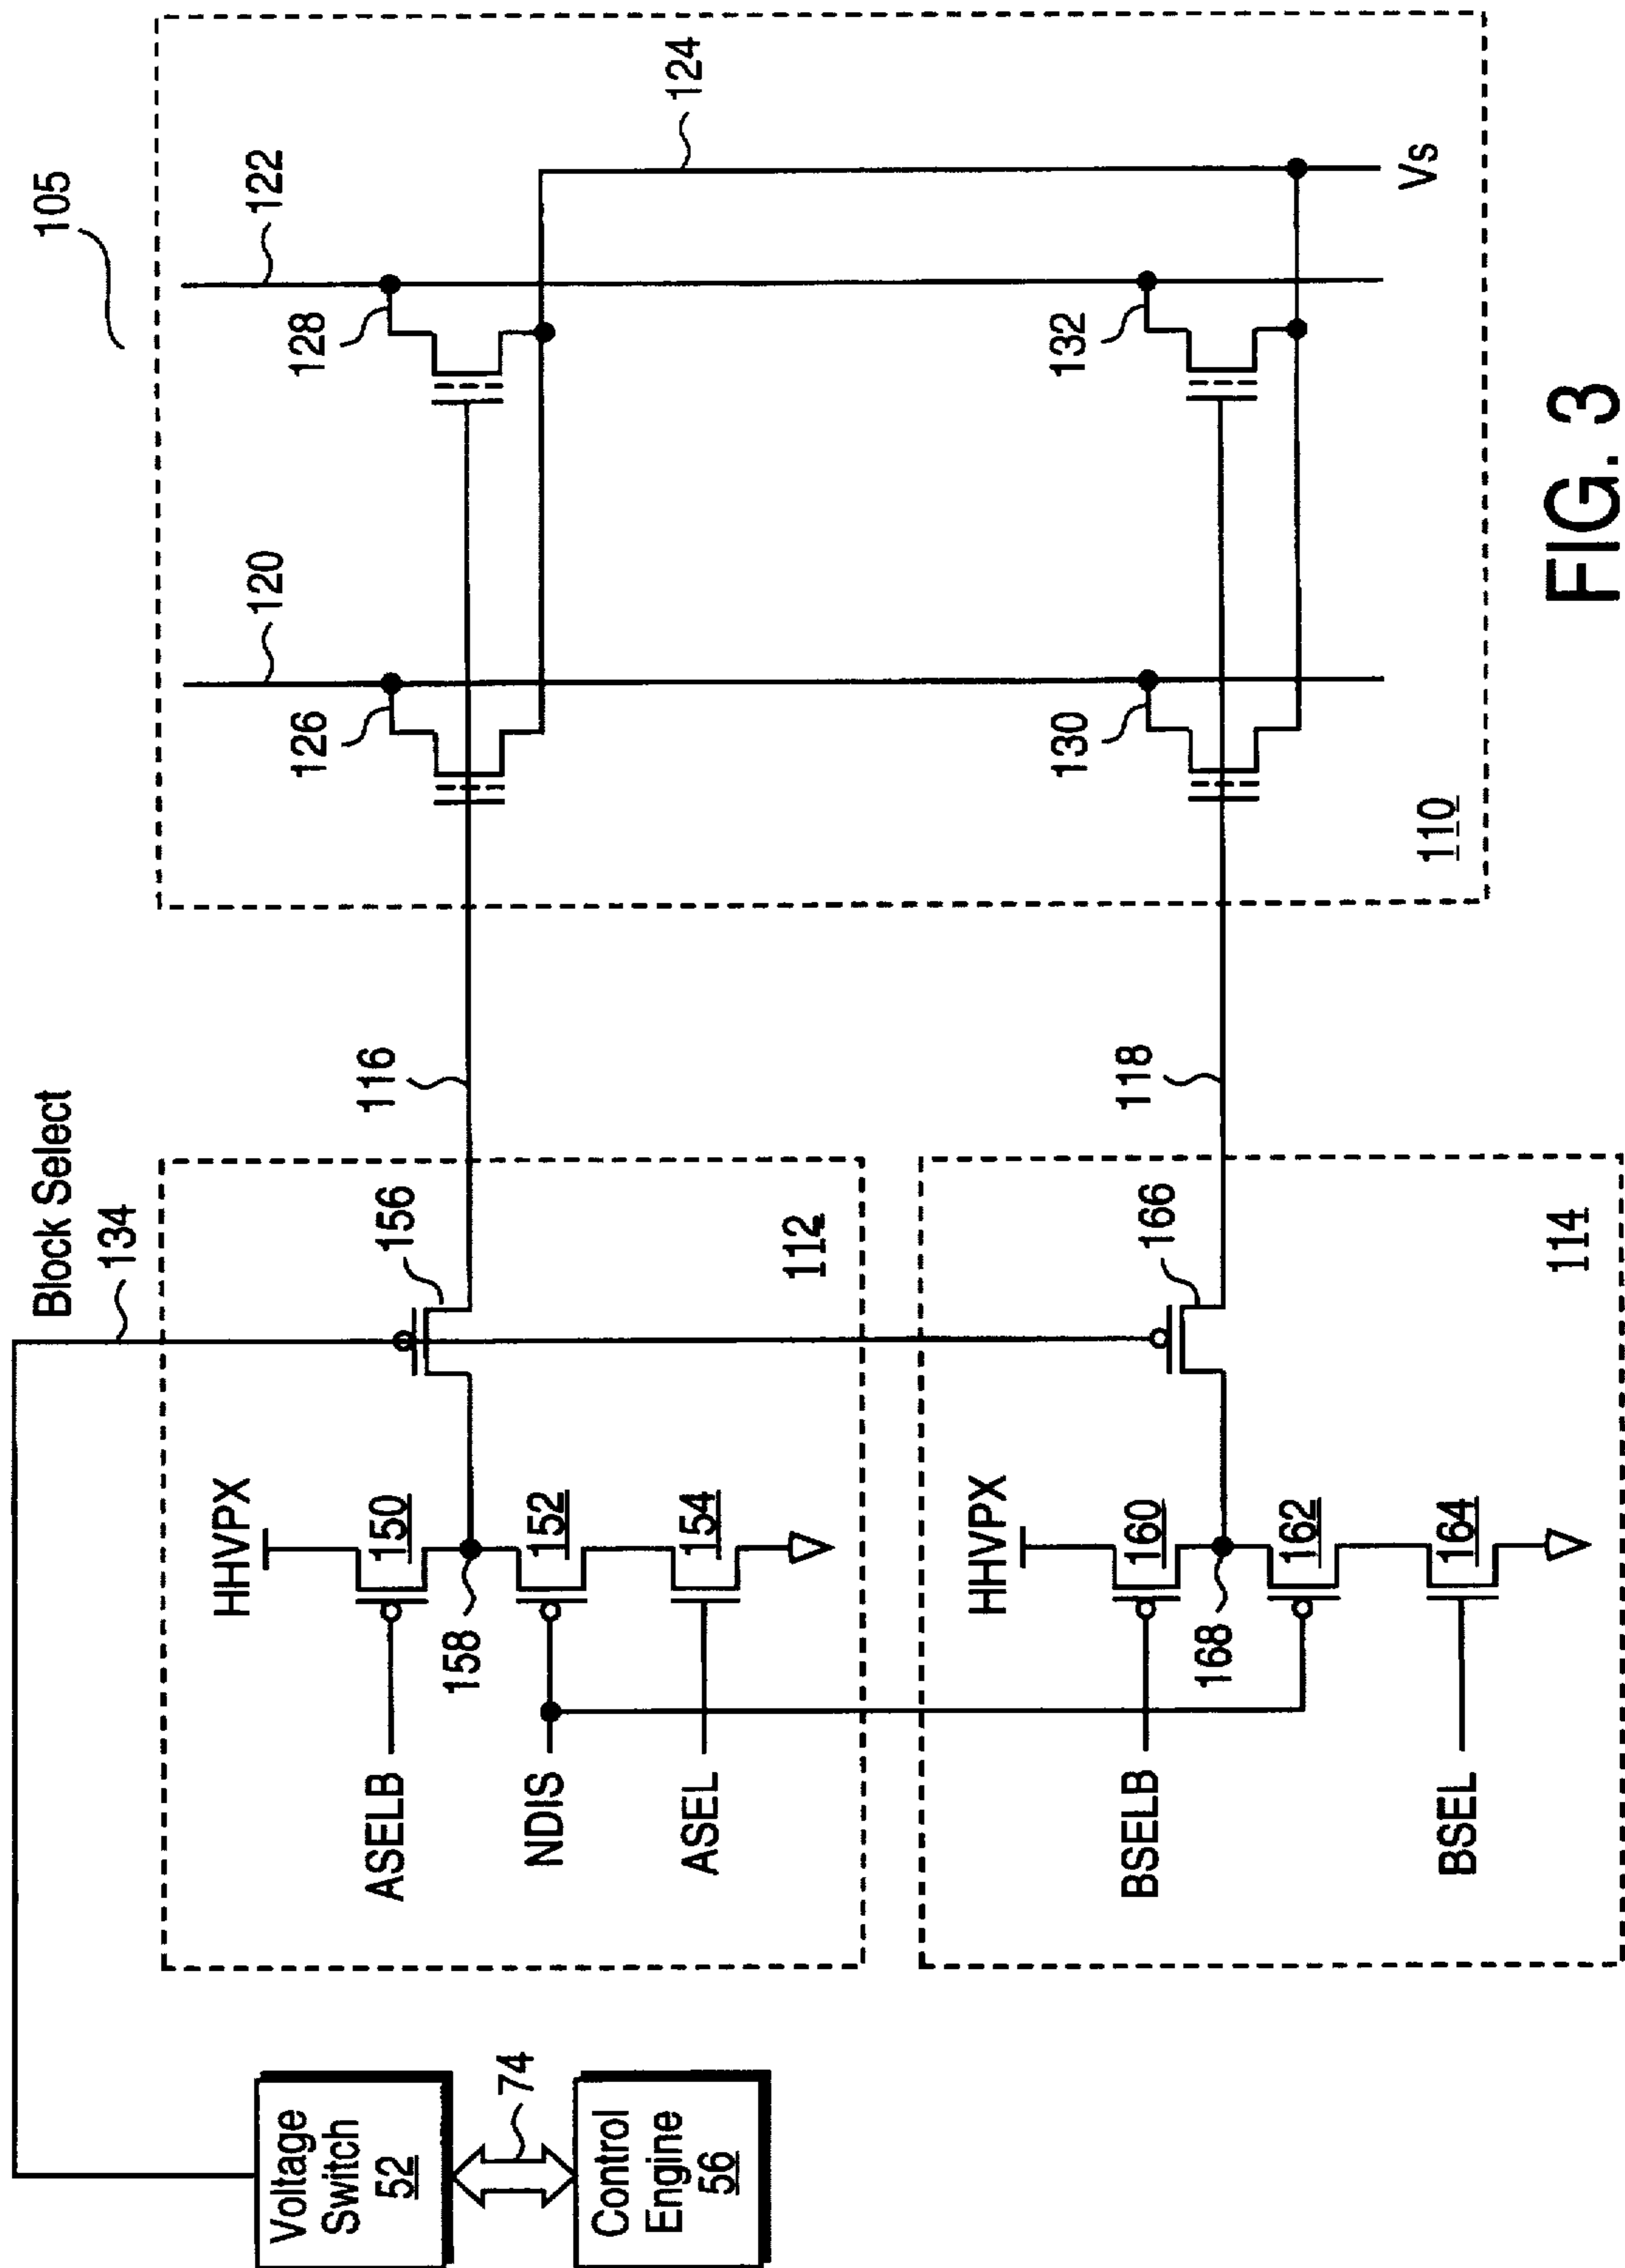 105
Block Select
134
Voltage
Switch
52
74
Control
Engine
56
HHVPX
ASELB
150
158
NDIS
152
ASEL
154
156
112
116
HHVPX
BSELB
160
168
162
BSEL
164
166
114
118
120
122
124
126
128
130
132
110
Vs
FIG. 3